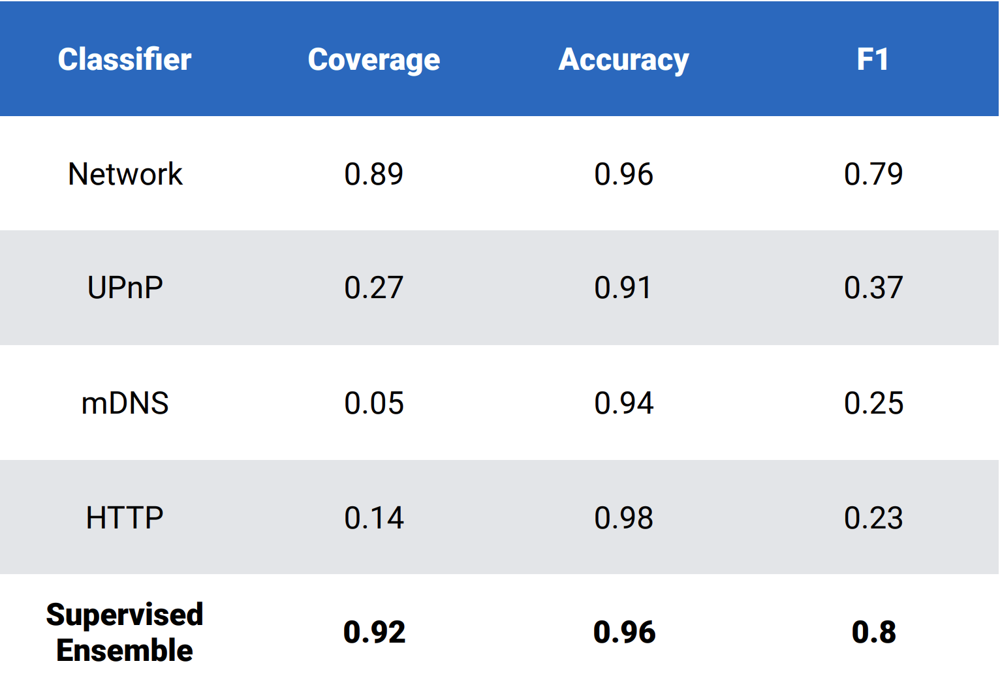 Classifier Coverage Accuracy F1
Network 0.89 0.96 0.79
UPnP 0.27 0.91 0.37
mDNS 0.05 0.94 0.25
HTTP 0.14 0.98 0.23
Supervised
Ensemble 0.92 0.96 0.8